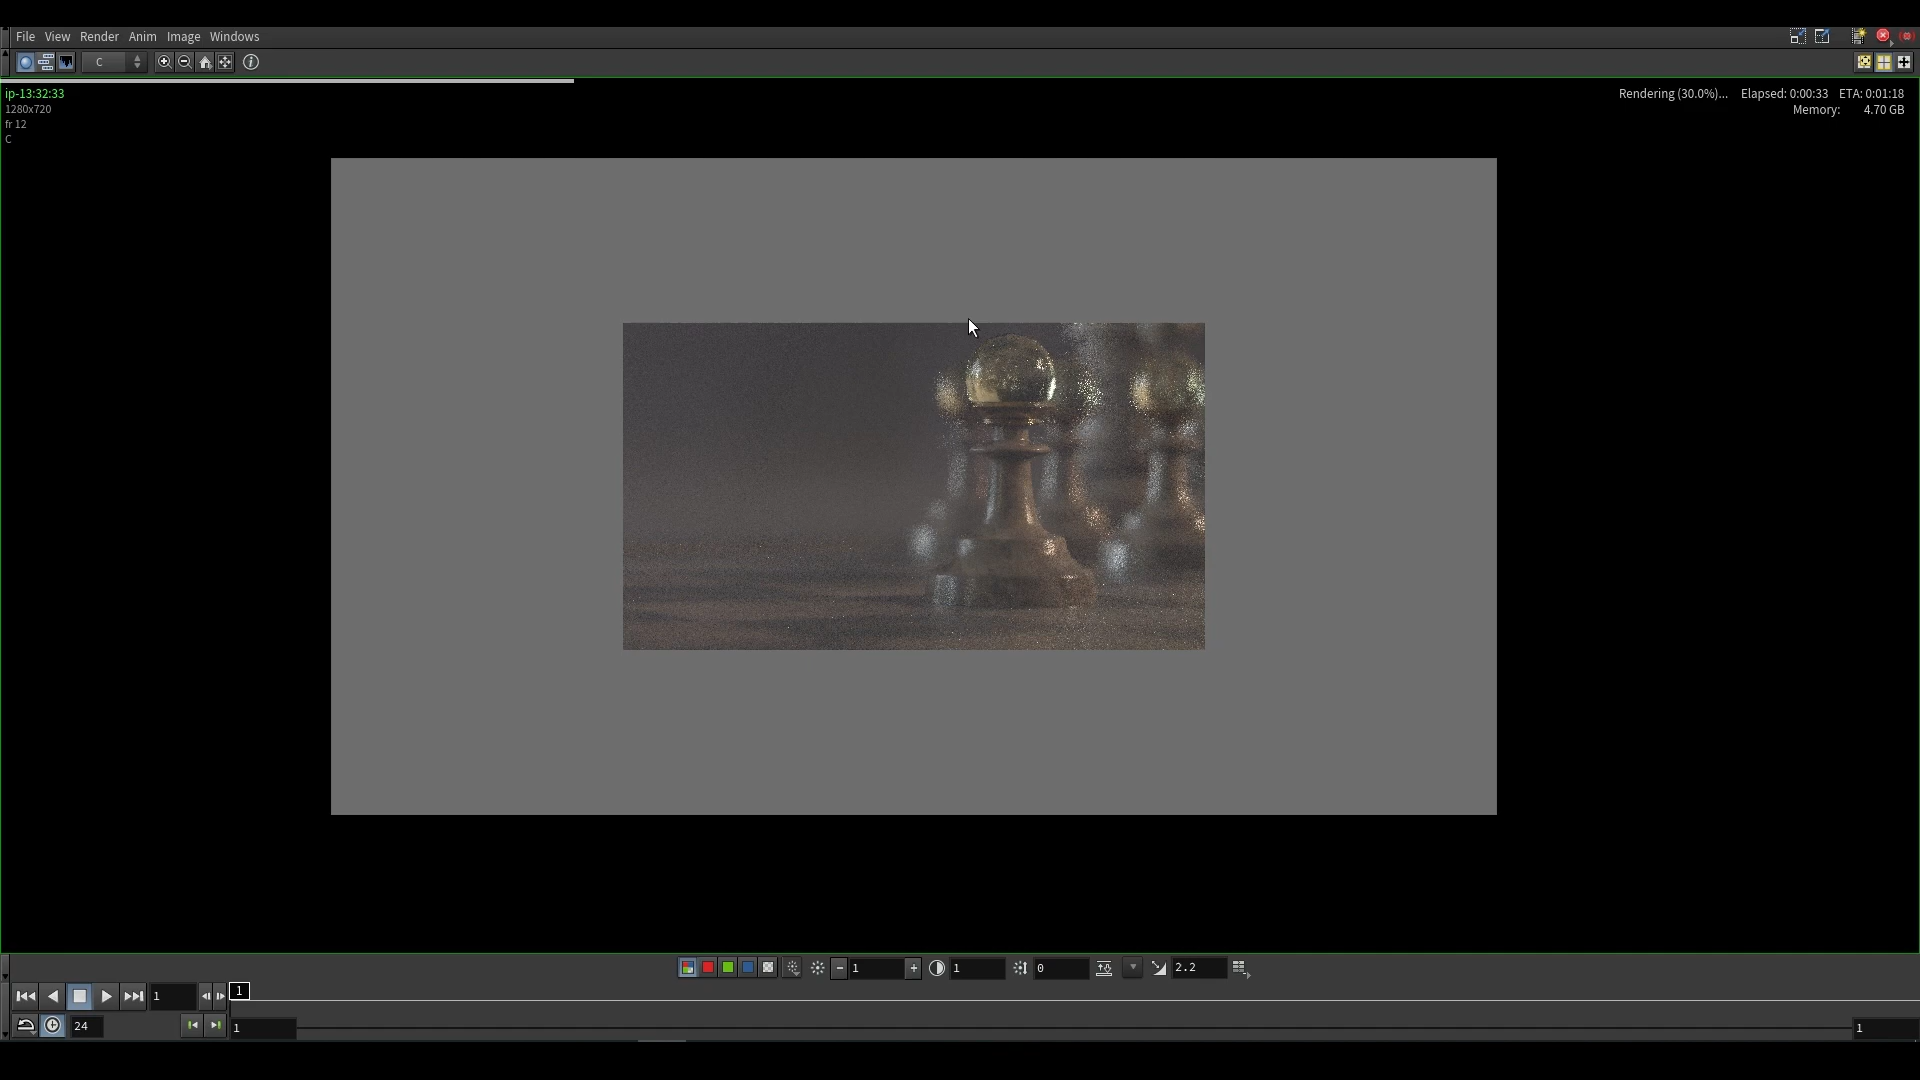 File View Render Anim Image Windows
C
ip-13:32:33
Rendering (30.0%)... Elapsed: 0:00:33 ETA: 0:01:18
1280x720
Memory: 4.70 GB
fr 12
C
1 1 0 2.2
1 1
24 1 1